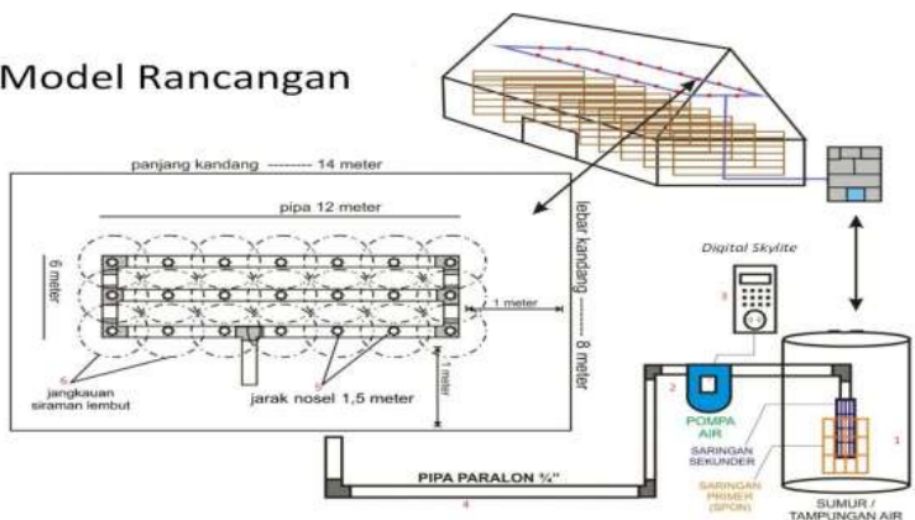 Model Rancangan
panjang kandang -------- 14 meter
pipa 12 meter
6 meter
1 meter
lebar kandang -------- 8 meter
1 meter
6
jangkauan
siraman lembut
5
jarak nosel 1,5 meter
Digital Skylite
3
2
POMPA
AIR
SARINGAN
SEKUNDER
SARINGAN
PRIMER
(SPON)
1
SUMUR /
TAMPUNGAN AIR
PIPA PARALON ¾"
4